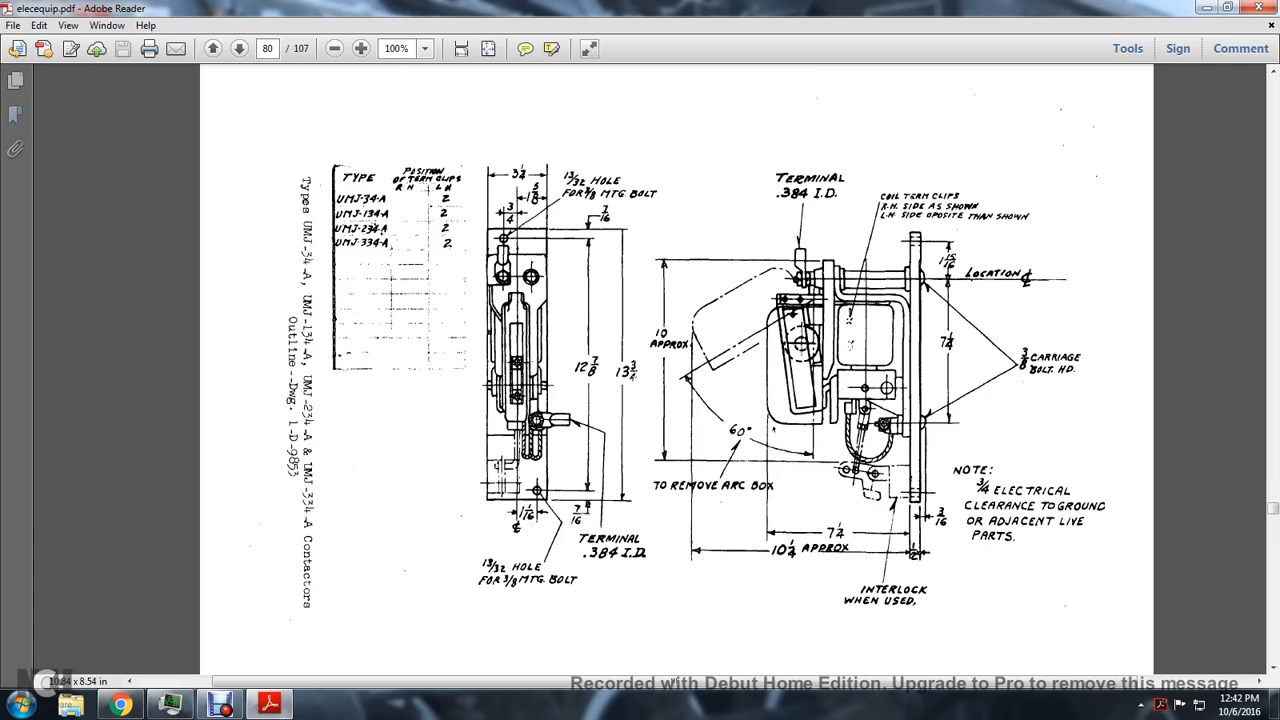 elecequip.pdf - Adobe Reader
File Edit View Window Help
80 / 107
100%
Tools Sign Comment
TYPE POSITION OF TERM CLIPS
R H L H
UMJ-34-A 2
UMJ-134-A 2
UMJ-234-A 2
UMJ-334-A 2
Types UMJ-34-A, UMJ-134-A, UMJ-234-A & UMJ-334-A Contactors
Outline--Dwg. 1-D-9853
3 1/4
1 5/8
3/4
13/32 HOLE
FOR 3/8 MTG BOLT
7/16
12 7/8
13 3/4
1 1/16
7/16
℄
TERMINAL
.384 I.D.
13/32 HOLE
FOR 3/8 MTG. BOLT
TERMINAL
.384 I.D.
COIL TERM CLIPS
R.H. SIDE AS SHOWN
L.H SIDE OPOSITE THAN SHOWN
1 15/16
LOCATION ℄
10
APPROX
7 1/4
3/8 CARRIAGE
BOLT. HD.
60°
TO REMOVE ARC BOX
NOTE:
3/4 ELECTRICAL
CLEARANCE TO GROUND
OR ADJACENT LIVE
PARTS.
3/16
7 1/4
10 1/4 APPROX
1/2
INTERLOCK
WHEN USED,
10.84 x 8.54 in
Recorded with Debut Home Edition. Upgrade to Pro to remove this message
12:42 PM
10/6/2016